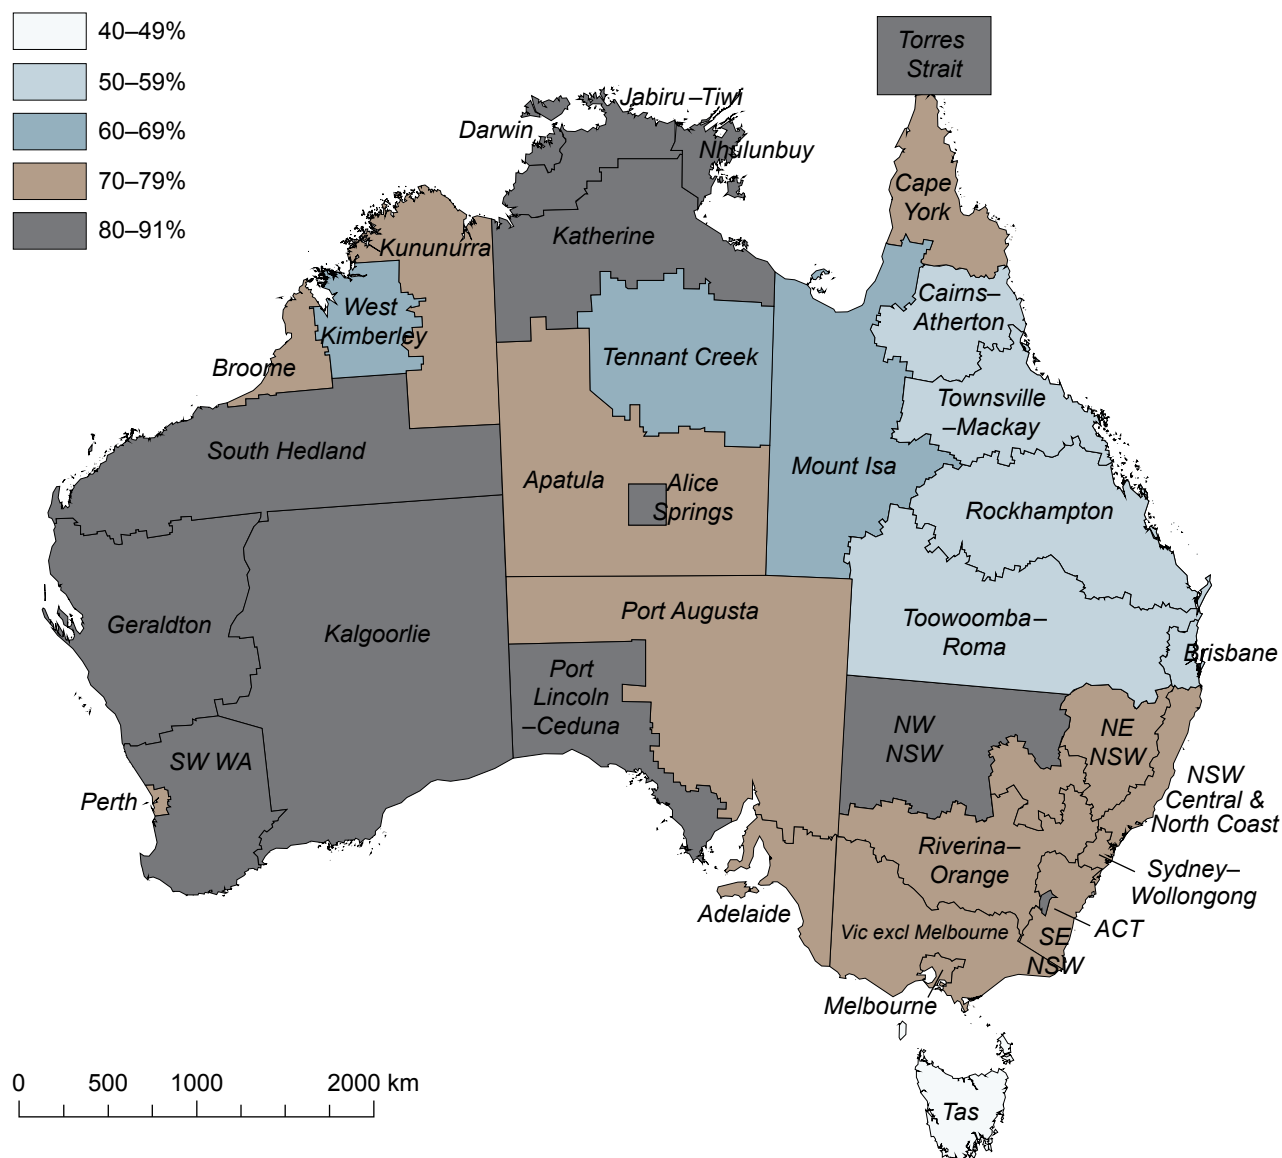 40–49%
50–59%
60–69%
70–79%
80–91%
Torres
Strait
Jabiru–Tiwi
Darwin
Nhulunbuy
Cape
York
Katherine
Kununurra
West
Kimberley
Cairns–
Atherton
Broome
Tennant Creek
Townsville
–Mackay
South Hedland
Mount Isa
Apatula
Alice
Springs
Rockhampton
Geraldton
Kalgoorlie
Port Augusta
Toowoomba–
Roma
Brisbane
Port
Lincoln
–Ceduna
NW
NSW
NE
NSW
SW WA
Perth
NSW
Central &
North Coast
Riverina–
Orange
Sydney–
Wollongong
Adelaide
Vic excl Melbourne
ACT
SE
NSW
Melbourne
Tas
0 500 1000 2000 km